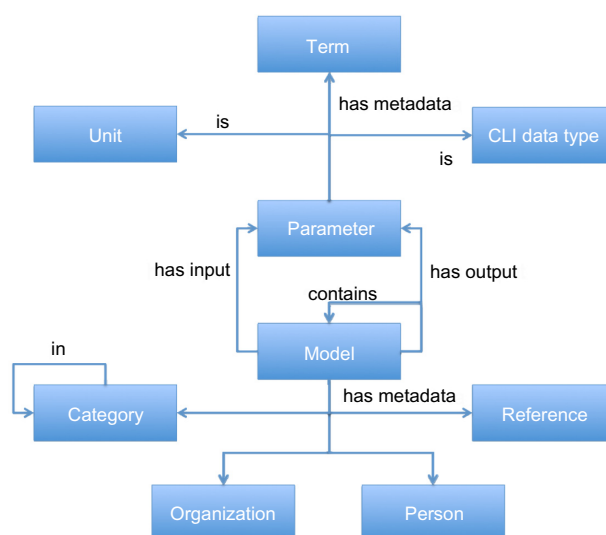 Term
has metadata
is
Unit
CLI data type
is
Parameter
has input
has output
contains
Model
in
has metadata
Category
Reference
Organization
Person